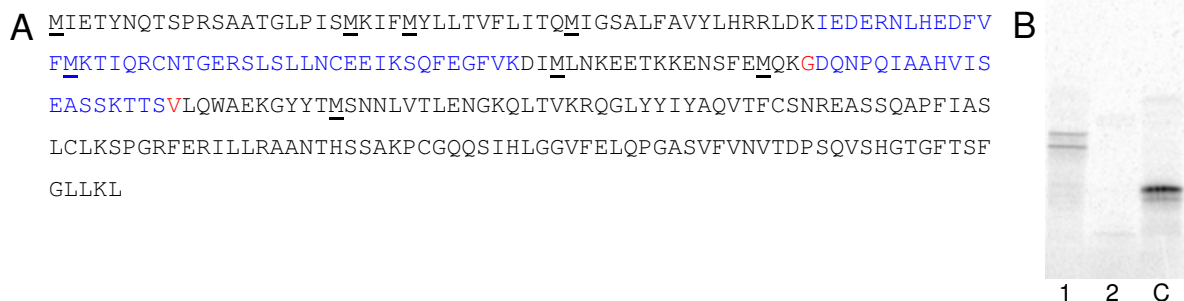 A
MIETYNQTSPRSAATGLPISMKIFMYLLTVFLITQMIGSALFAVYLHRRLDKIEDERNLHEDFV
FMKTIQRCNTGERSLSLLNCEEIKSQFEGFVKDIMLNKEETKKENSFEMQKGDQNPQIAAHVIS
EASSKTTSVLQWAEKGYYTMSNNLVTLENGKQLTVKRQGLYYIYAQVTFCSNREASSQAPFIAS
LCLKSPGRFERILLRAANTHSSAKPCGQQSIHLGGVFELQPGASVFVNVTDPSQVSHGTGFTSF
GLLKL
B
1 2 C